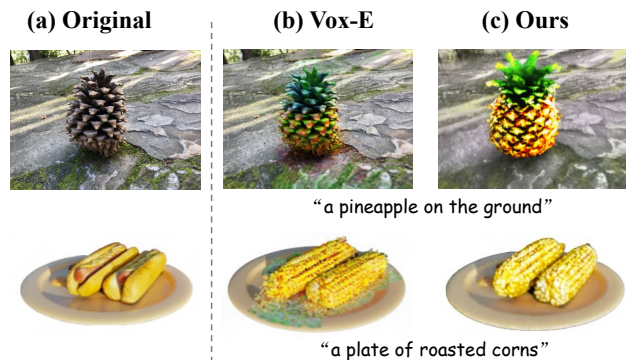 (a) Original (b) Vox-E (c) Ours
“a pineapple on the ground”
“a plate of roasted corns”